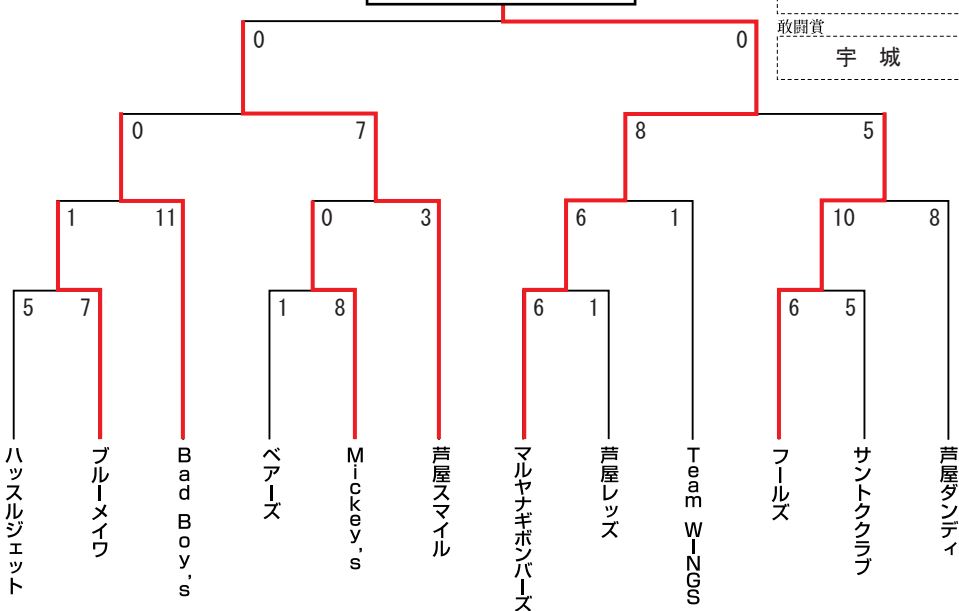 敢闘賞
宇 城
0 0
0 7 8 5
1 11 0 3 6 1 10 8
5 7 1 8 6 1 6 5
ハッスルジェット
ブルーメイワ
Bad Boy's
ベアーズ
Mickey's
芦屋スマイル
マルヤナギボンバーズ
芦屋レッズ
Team WINGS
フールズ
サントククラブ
芦屋ダンディ